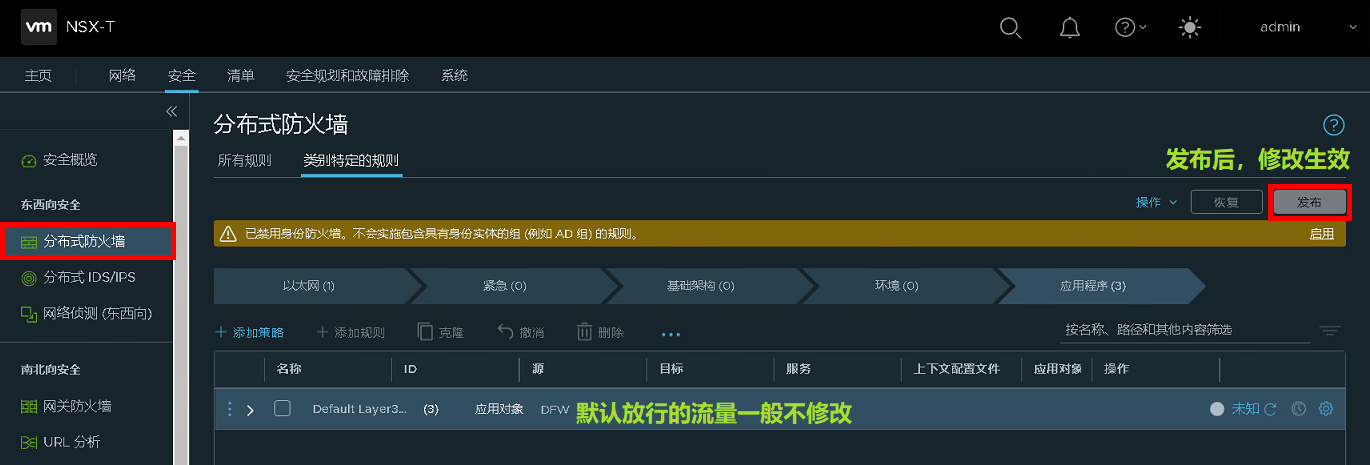 vm NSX-T
admin
主页 网络 安全 清单 安全规划和故障排除 系统
分布式防火墙
所有规则 类别特定的规则
发布后，修改生效
操作 恢复 发布
已禁用身份防火墙。不会实施包含具有身份实体的组 (例如 AD 组) 的规则。 启用
以太网 (1) 紧急 (0) 基础架构 (0) 环境 (0) 应用程序 (3)
添加策略 添加规则 克隆 撤消 删除 ...
按名称、路径和其他内容筛选
名称 ID 源 目标 服务 上下文配置文件 应用对象 操作
Default Layer3... (3) 应用对象 DFW 默认放行的流量一般不修改 未知
安全概览
东西向安全
分布式防火墙
分布式 IDS/IPS
网络侦测 (东西向)
南北向安全
网关防火墙
URL 分析